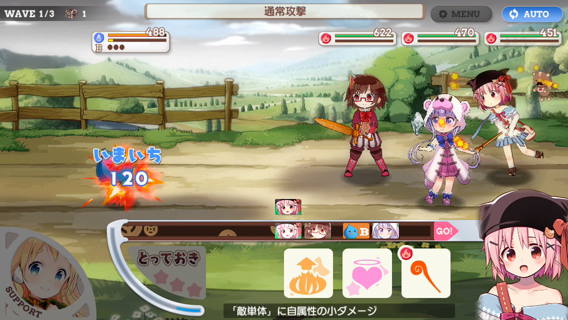 WAVE 1/3
1
通常攻撃
MENU
AUTO
488
B
622
470
451
いまいち
120
B
GO!
とっておき
SUPPORT
「敵単体」に自属性の小ダメージ